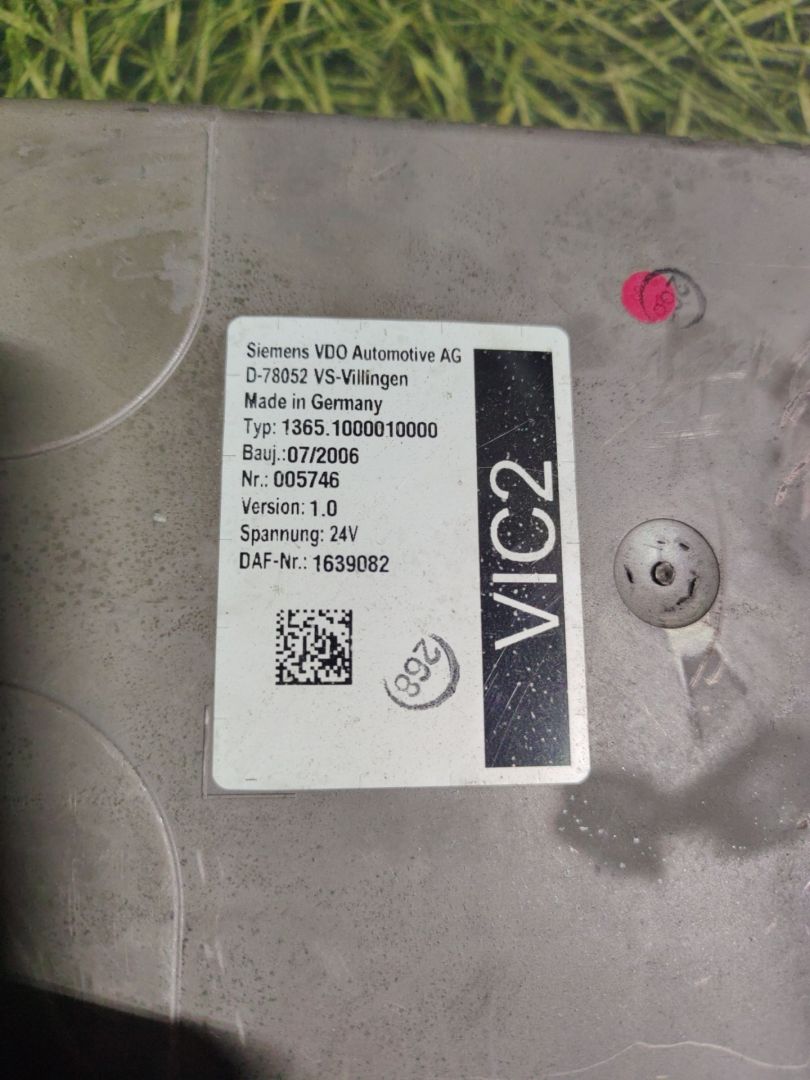 Siemens VDO Automotive AG
D-78052 VS-Villingen
Made in Germany
Typ: 1365.1000010000
Bauj.:07/2006
Nr.: 005746
Version: 1.0
Spannung: 24V
DAF-Nr.: 1639082
VIC2
268